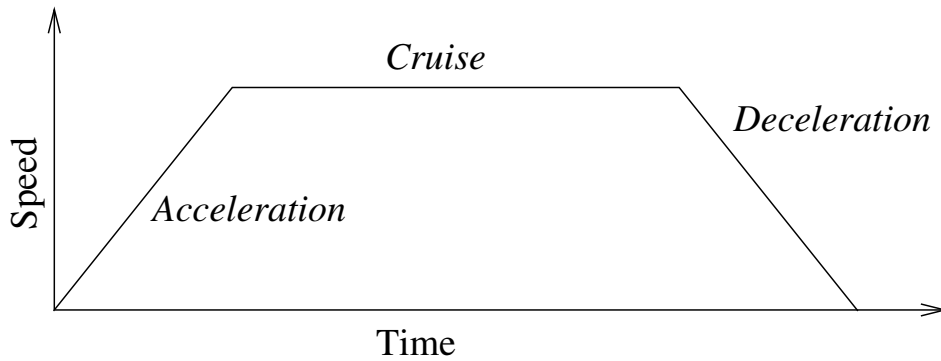 Cruise
Deceleration
Speed
Acceleration
Time